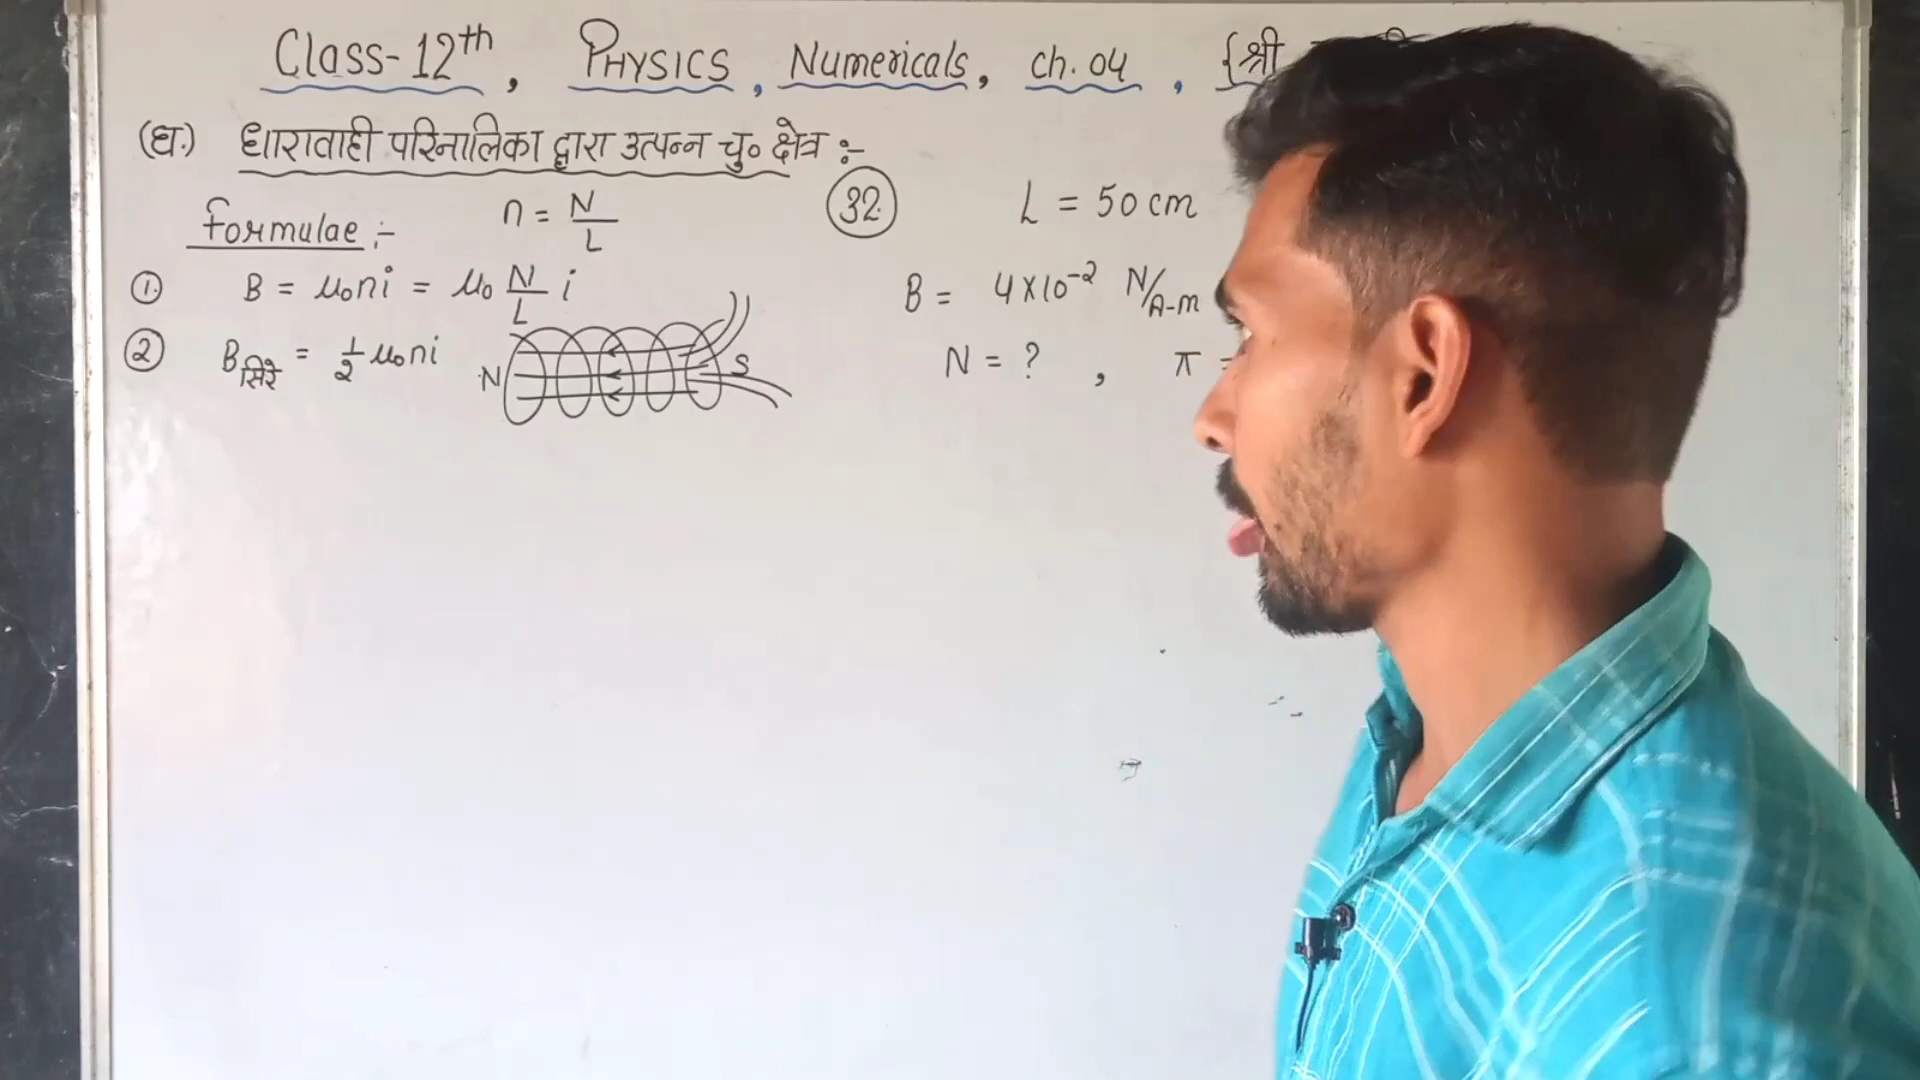 Class-12th, PHYSICS, Numericals, ch. 04, {श्री
(घ.) धारावाही परिनालिका द्वारा उत्पन्न चु० क्षेत्र :-
formulae :-
n = N/L
① B = μ₀ni = μ₀ N/L i
② Bसिरे = 1/2 μ₀ni
N S
32. L = 50 cm
B = 4×10⁻² N/A-m
N = ? , π =